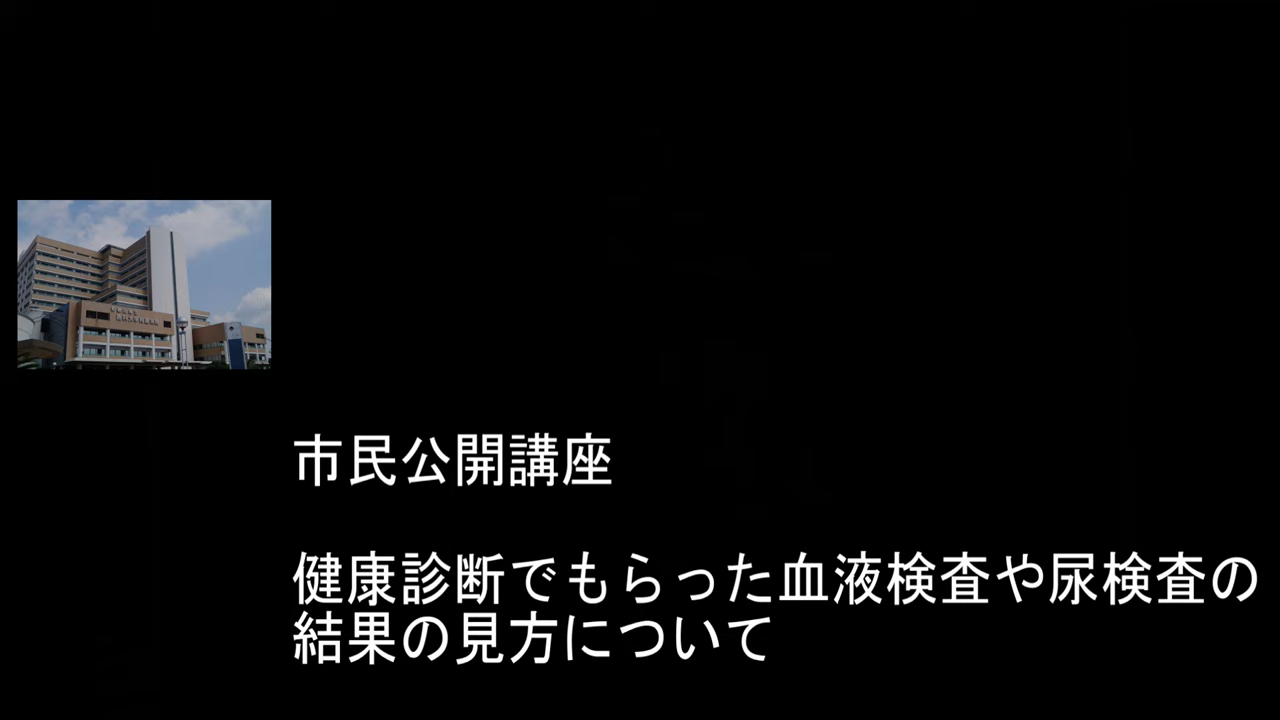 市民公開講座
健康診断でもらった血液検査や尿検査の
結果の見方について